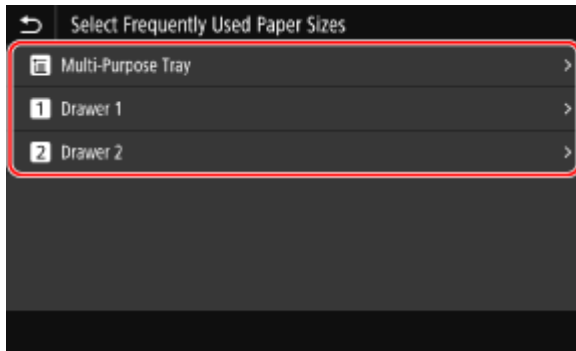 Select Frequently Used Paper Sizes
Multi-Purpose Tray
1 Drawer 1
2 Drawer 2